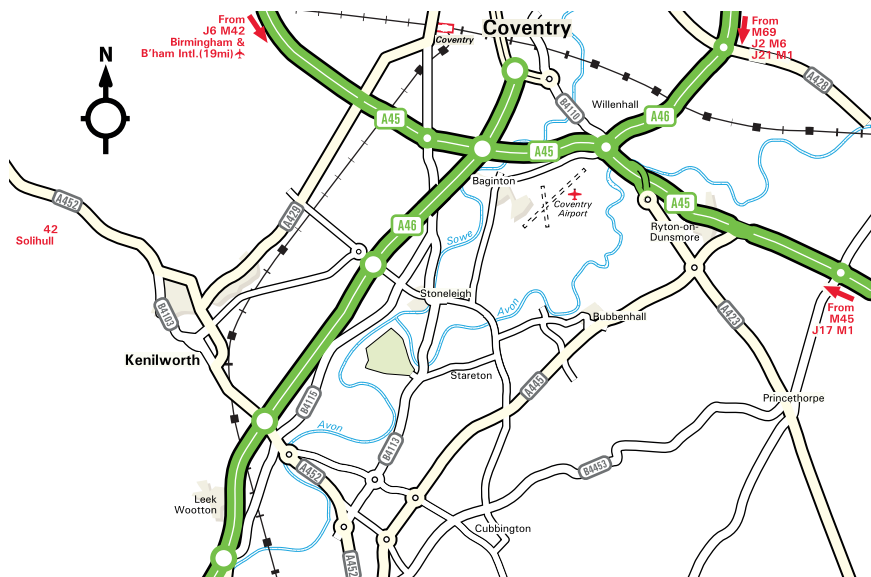 From
J6 M42
Birmingham &
B'ham Intl.(19mi)
N
Coventry
Coventry
From
M69
J2 M6
J21 M1
A428
Willenhall
B4110
A46
A45
A45
Baginton
Coventry
Airport
A45
Ryton-on-
Dunsmore
A452
A429
A46
Sowe
42
Solihull
Stoneleigh
Avon
B4103
Bubbenhall
A423
From
M45
J17 M1
Kenilworth
Stareton
A445
B4115
Princethorpe
Avon
B4113
A452
B4453
Leek
Wootton
Cubbington
A452